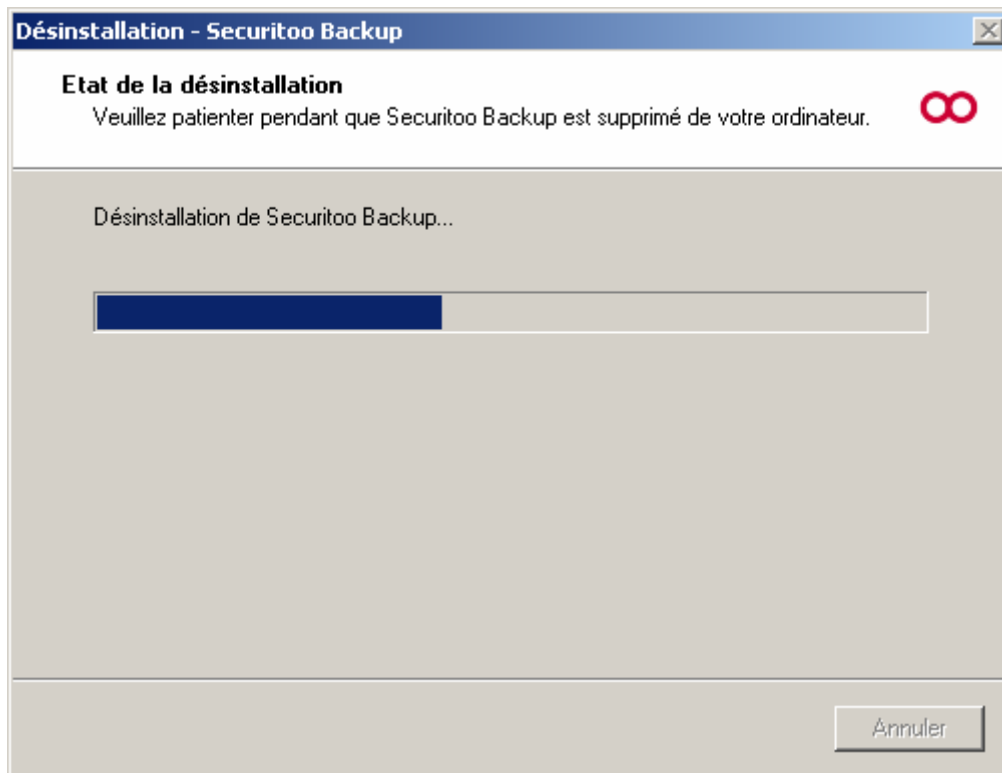 Désinstallation - Securitoo Backup
Etat de la désinstallation
Veuillez patienter pendant que Securitoo Backup est supprimé de votre ordinateur.
Désinstallation de Securitoo Backup...
Annuler